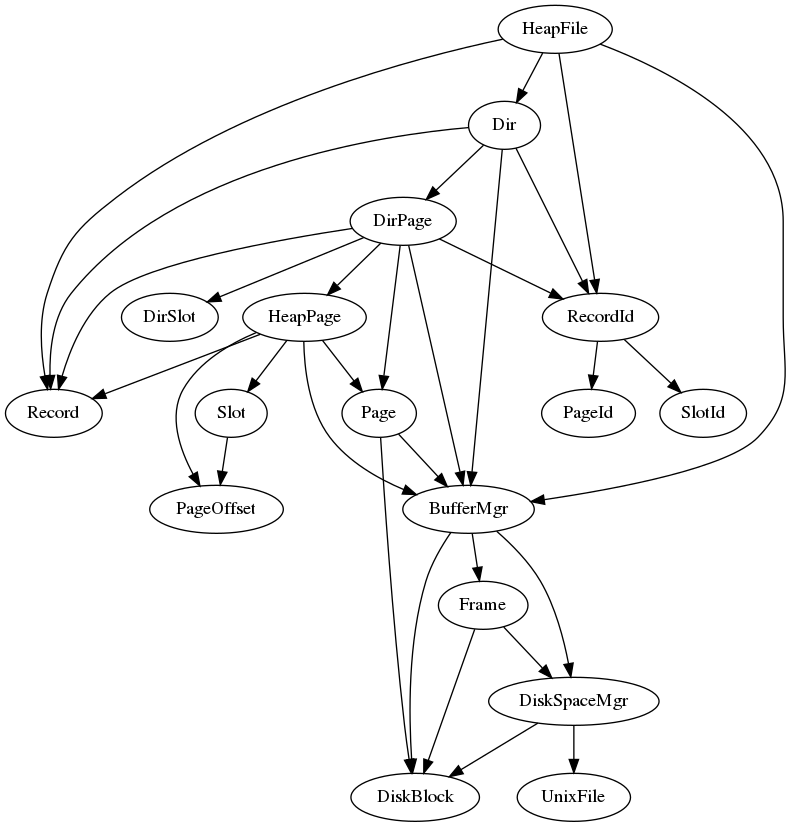 HeapFile
Dir
DirPage
DirSlot
HeapPage
RecordId
Record
Slot
Page
PageId
SlotId
PageOffset
BufferMgr
Frame
DiskSpaceMgr
DiskBlock
UnixFile